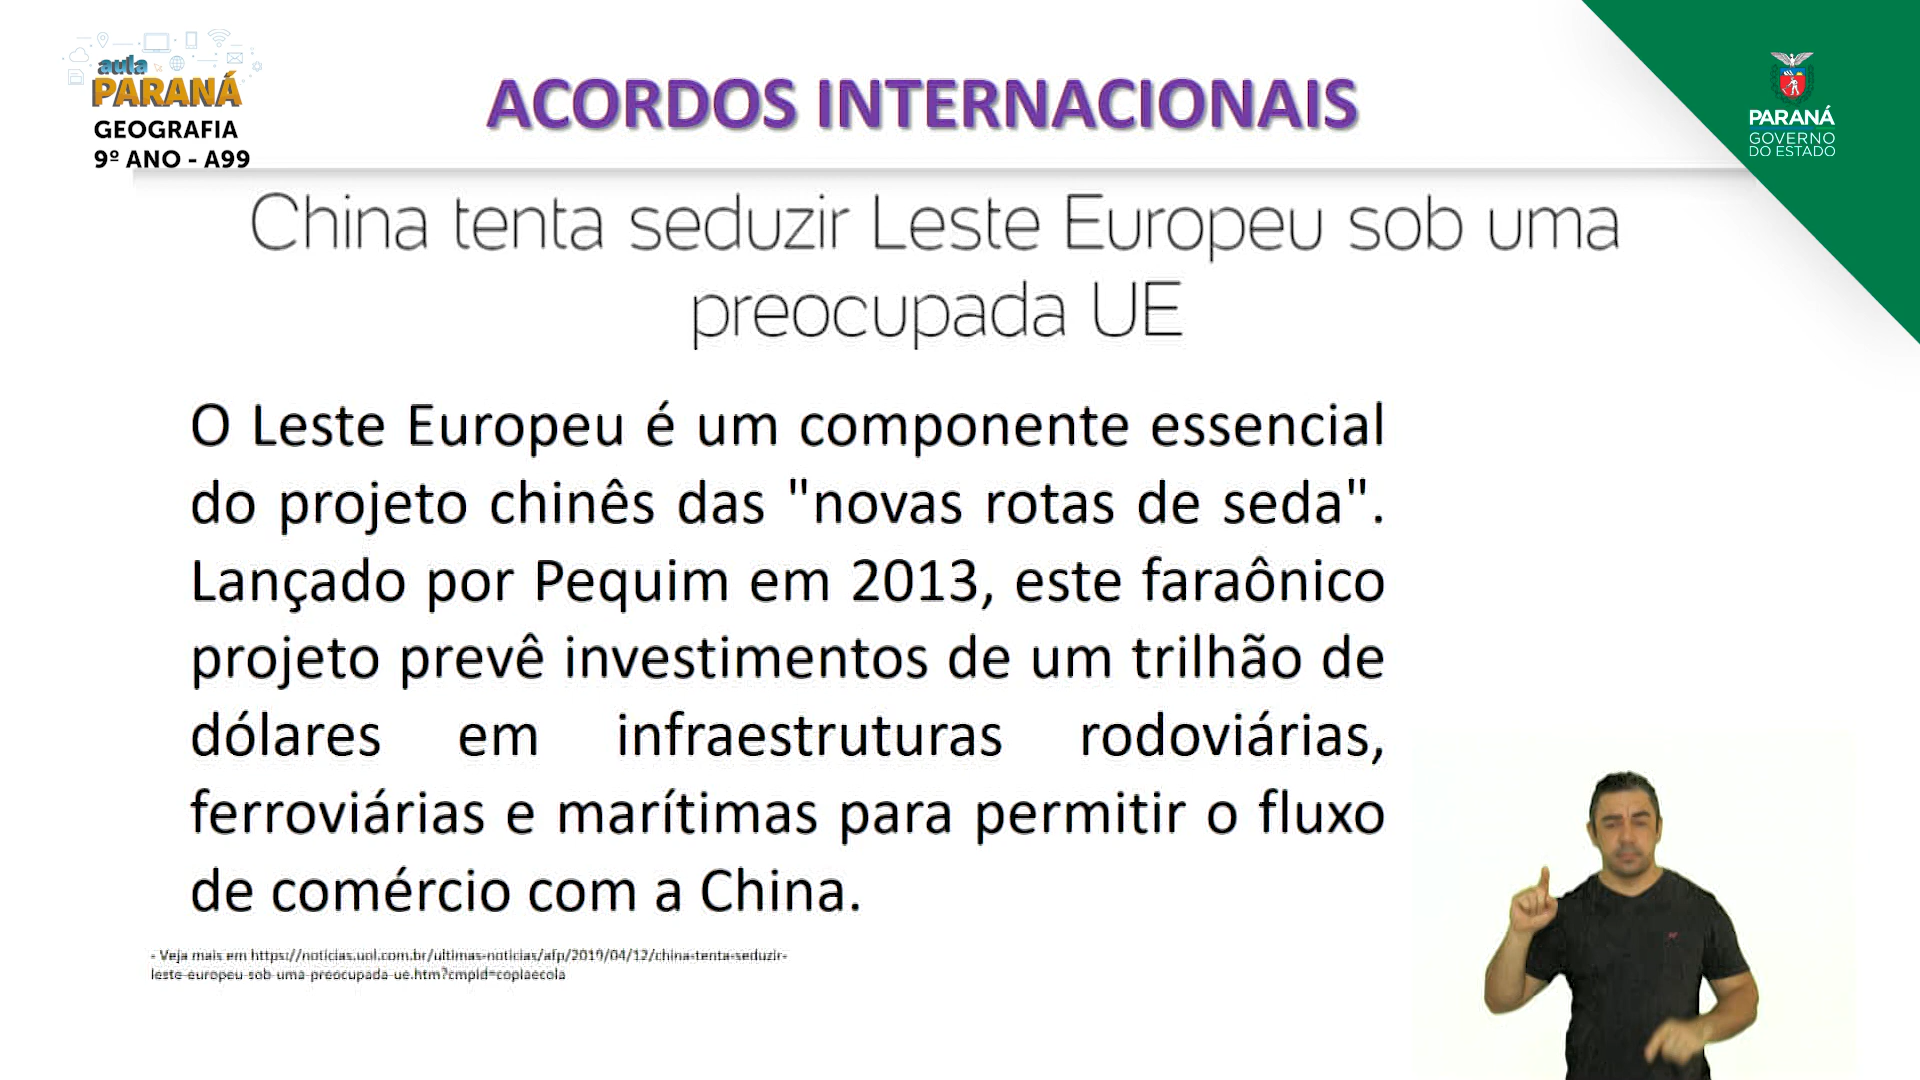 aula
PARANÁ
GEOGRAFIA
9º ANO - A99
ACORDOS INTERNACIONAIS
PARANÁ
GOVERNO
DO ESTADO
China tenta seduzir Leste Europeu sob uma
preocupada UE
O Leste Europeu é um componente essencial
do projeto chinês das "novas rotas de seda".
Lançado por Pequim em 2013, este faraônico
projeto prevê investimentos de um trilhão de
dólares em infraestruturas rodoviárias,
ferroviárias e marítimas para permitir o fluxo
de comércio com a China.
- Veja mais em https://noticias.uol.com.br/ultimas-noticias/afp/2019/04/12/china-tenta-seduzir-
leste-europeu-sob-uma-preocupada-ue.htm?cmpid=copiaecola